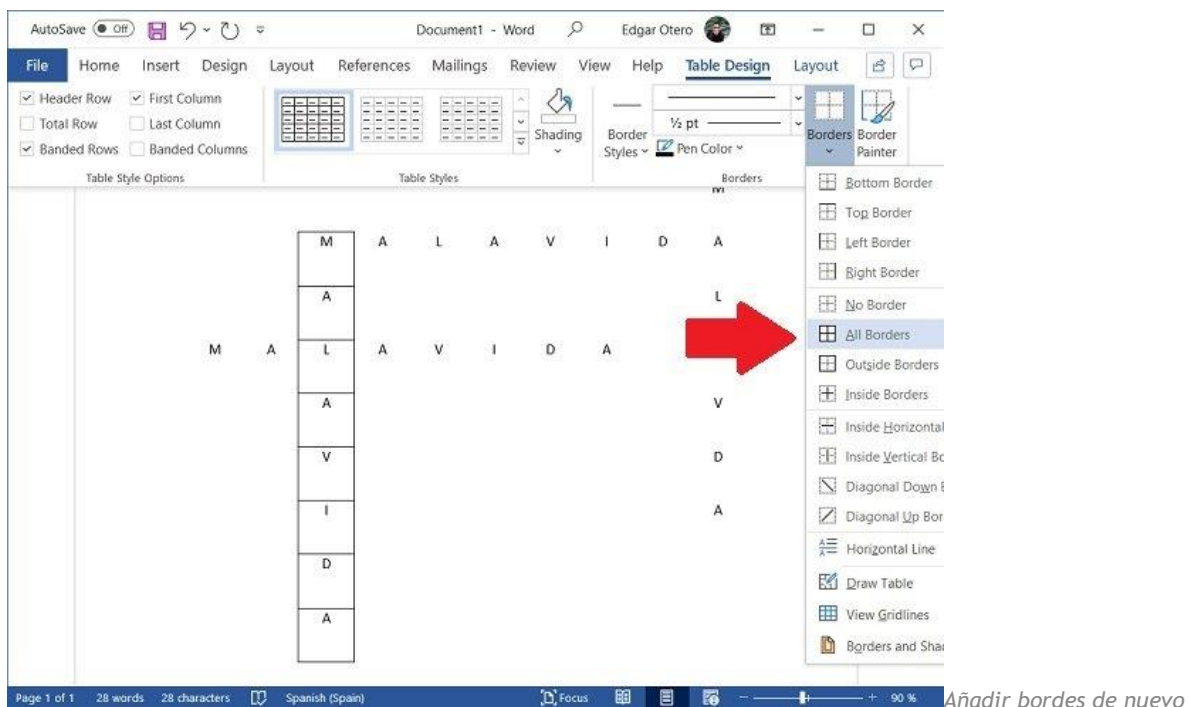 AutoSave Off Document1 - Word Edgar Otero
File Home Insert Design Layout References Mailings Review View Help Table Design Layout
Header Row First Column
Total Row Last Column
Banded Rows Banded Columns
Table Style Options
Table Styles
Shading
Border Styles
½ pt
Pen Color
Borders
Border Painter
Borders
Bottom Border
Top Border
Left Border
Right Border
No Border
All Borders
Outside Borders
Inside Borders
Inside Horizontal
Inside Vertical Bo
Diagonal Down B
Diagonal Up Bor
Horizontal Line
Draw Table
View Gridlines
Borders and Shad
M
M A L A V I D A
A L
M A L A V I D A
A V
V D
I A
D
A
Page 1 of 1 28 words 28 characters Spanish (Spain) Focus 90 %
Añadir bordes de nuevo